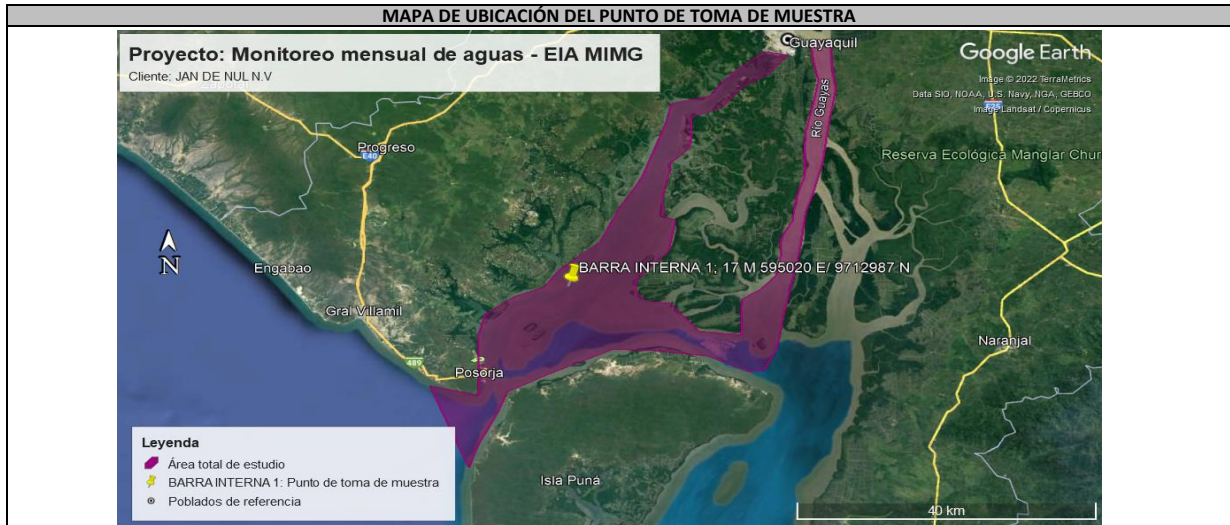 MAPA DE UBICACIÓN DEL PUNTO DE TOMA DE MUESTRA
Proyecto: Monitoreo mensual de aguas - EIA MIMG
Cliente: JAN DE NUL N.V
Guayaquil
Google Earth
Image © 2022 TerraMetrics
Data SIO, NOAA, U.S. Navy, NGA, GEBCO
Image Landsat / Copernicus
E25
Río Guayas
Progreso
E40
Reserva Ecológica Manglar Chur
N
Engabao
BARRA INTERNA 1; 17 M 595020 E/ 9712987 N
Gral Villamil
Naranjal
489
Posorja
Leyenda
Área total de estudio
BARRA INTERNA 1: Punto de toma de muestra
Poblados de referencia
Isla Puná
40 km